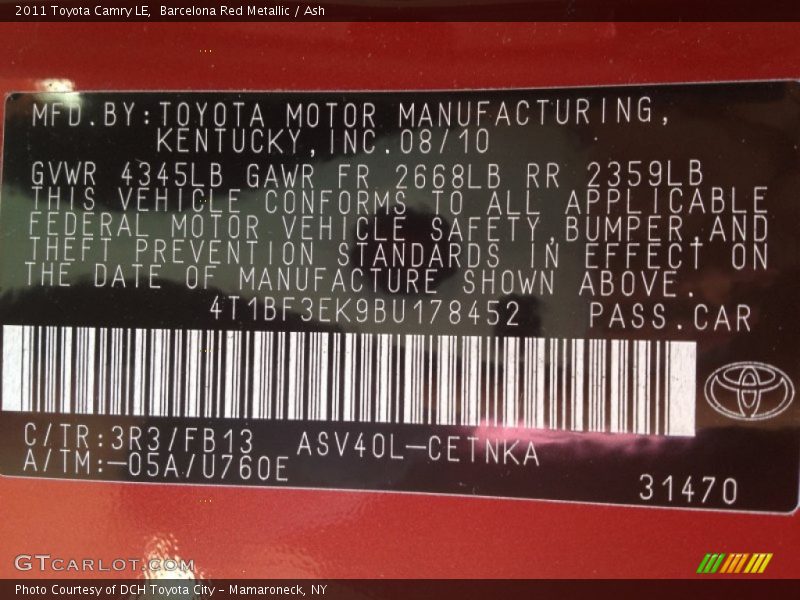 2011 Toyota Camry LE,  Barcelona Red Metallic / Ash
MFD.BY:TOYOTA MOTOR MANUFACTURING,
KENTUCKY,INC.08/10
GVWR 4345LB GAWR FR 2668LB RR 2359LB
THIS VEHICLE CONFORMS TO ALL APPLICABLE
FEDERAL MOTOR VEHICLE SAFETY,BUMPER,AND
THEFT PREVENTION STANDARDS IN EFFECT ON
THE DATE OF MANUFACTURE SHOWN ABOVE.
4T1BF3EK9BU178452 PASS.CAR
C/TR:3R3/FB13 ASV40L-CETNKA
A/TM:-05A/U760E
31470
GTCARLOT.COM
Photo Courtesy of DCH Toyota City - Mamaroneck, NY